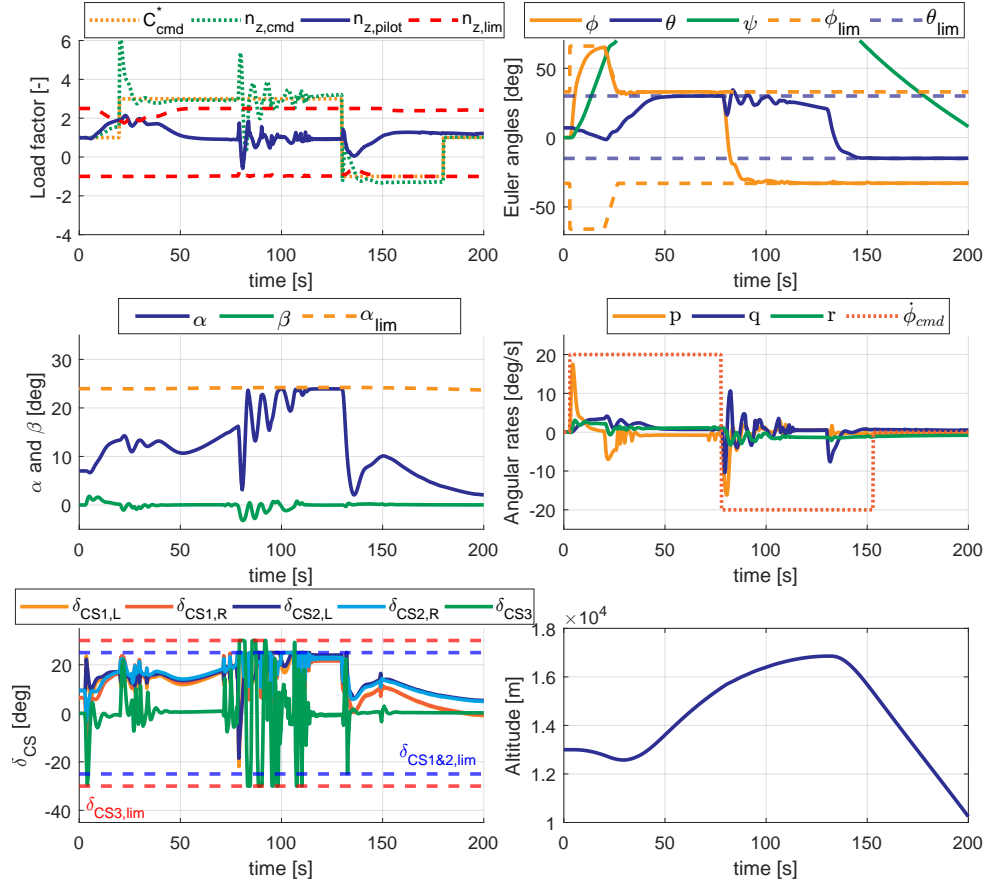 C*cmd nz,cmd nz,pilot nz,lim
6
4
2
0
-2
-4
Load factor [-]
0 50 100 150 200
time [s]
ϕ θ ψ ϕlim θlim
50
0
-50
Euler angles [deg]
0 50 100 150 200
time [s]
α β αlim
30
20
10
0
α and β [deg]
0 50 100 150 200
time [s]
p q r ϕ̇cmd
20
10
0
-10
-20
Angular rates [deg/s]
0 50 100 150 200
time [s]
δCS1,L δCS1,R δCS2,L δCS2,R δCS3
20
0
-20
-40
δCS [deg]
δCS1&2,lim
δCS3,lim
0 50 100 150 200
time [s]
×10⁴
1.8
1.6
1.4
1.2
1
Altitude [m]
0 50 100 150 200
time [s]